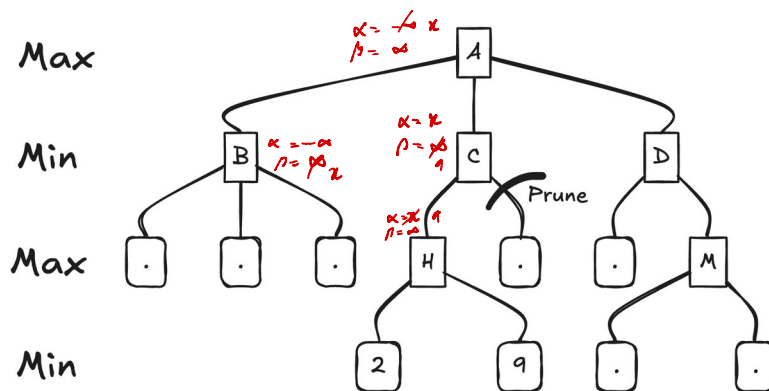 α = -∞ x
β = ∞
Max
A
α = x
Min
B
α = -∞
β = ∞ x
β = ∞
9
C
D
Prune
α = x 9
β = ∞
Max
.
.
.
H
.
.
M
Min
2
9
.
.